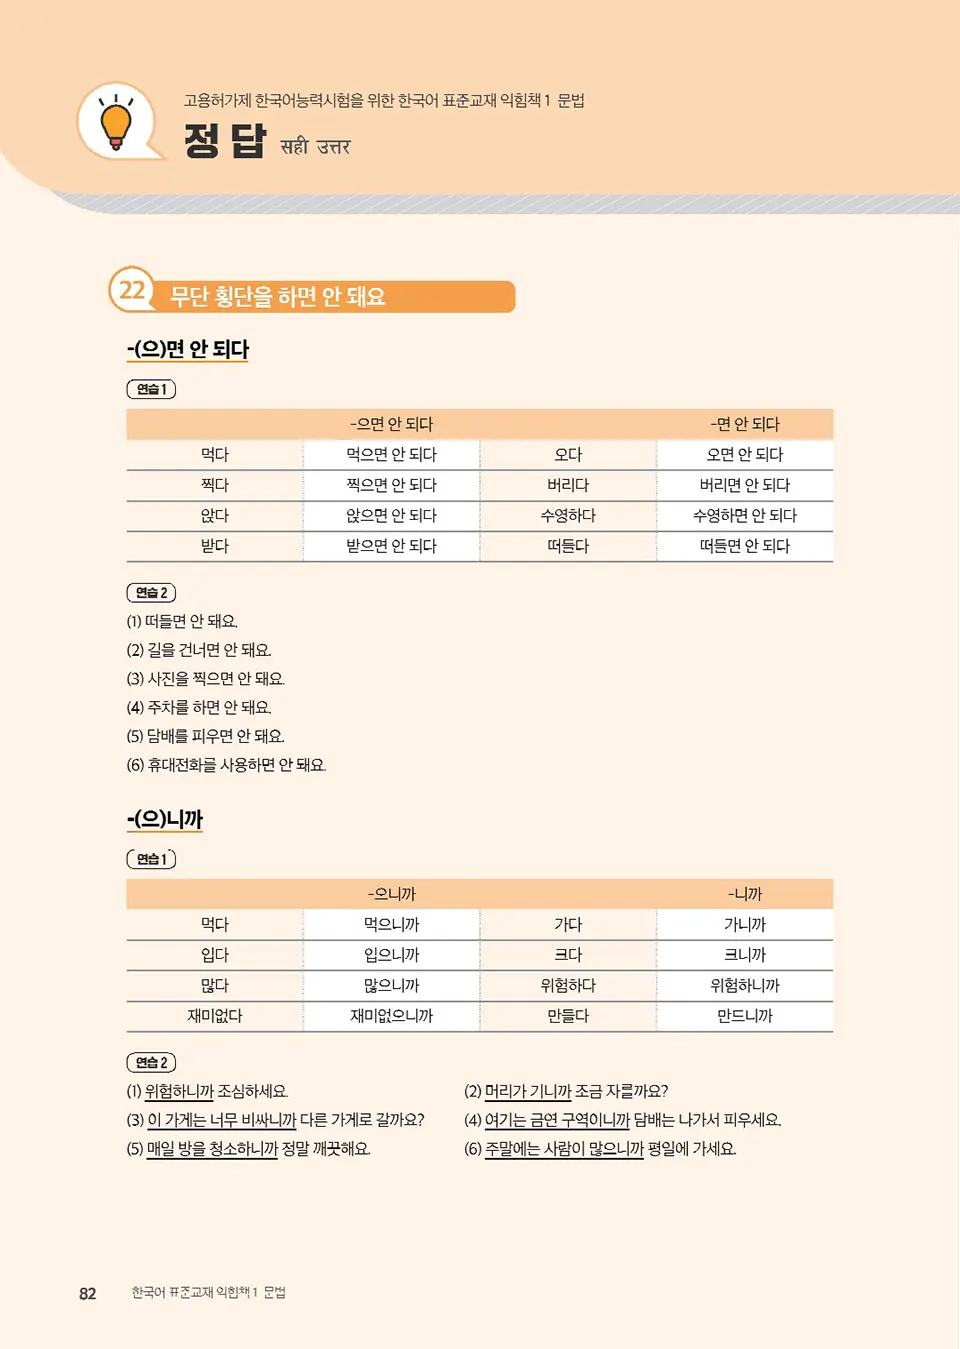 고용허가제 한국어능력시험을 위한 한국어 표준교재 익힘책 1 문법
정답 सही उत्तर
22 무단 횡단을 하면 안 돼요
-(으)면 안 되다
연습 1
-으면 안 되다 -면 안 되다
먹다 먹으면 안 되다 오다 오면 안 되다
찍다 찍으면 안 되다 버리다 버리면 안 되다
앉다 앉으면 안 되다 수영하다 수영하면 안 되다
받다 받으면 안 되다 떠들다 떠들면 안 되다
연습 2
(1) 떠들면 안 돼요.
(2) 길을 건너면 안 돼요.
(3) 사진을 찍으면 안 돼요.
(4) 주차를 하면 안 돼요.
(5) 담배를 피우면 안 돼요.
(6) 휴대전화를 사용하면 안 돼요.
-(으)니까
연습 1
-으니까 -니까
먹다 먹으니까 가다 가니까
입다 입으니까 크다 크니까
많다 많으니까 위험하다 위험하니까
재미없다 재미없으니까 만들다 만드니까
연습 2
(1) 위험하니까 조심하세요. (2) 머리가 기니까 조금 자를까요?
(3) 이 가게는 너무 비싸니까 다른 가게로 갈까요? (4) 여기는 금연 구역이니까 담배는 나가서 피우세요.
(5) 매일 방을 청소하니까 정말 깨끗해요. (6) 주말에는 사람이 많으니까 평일에 가세요.
82 한국어 표준교재 익힘책 1 문법